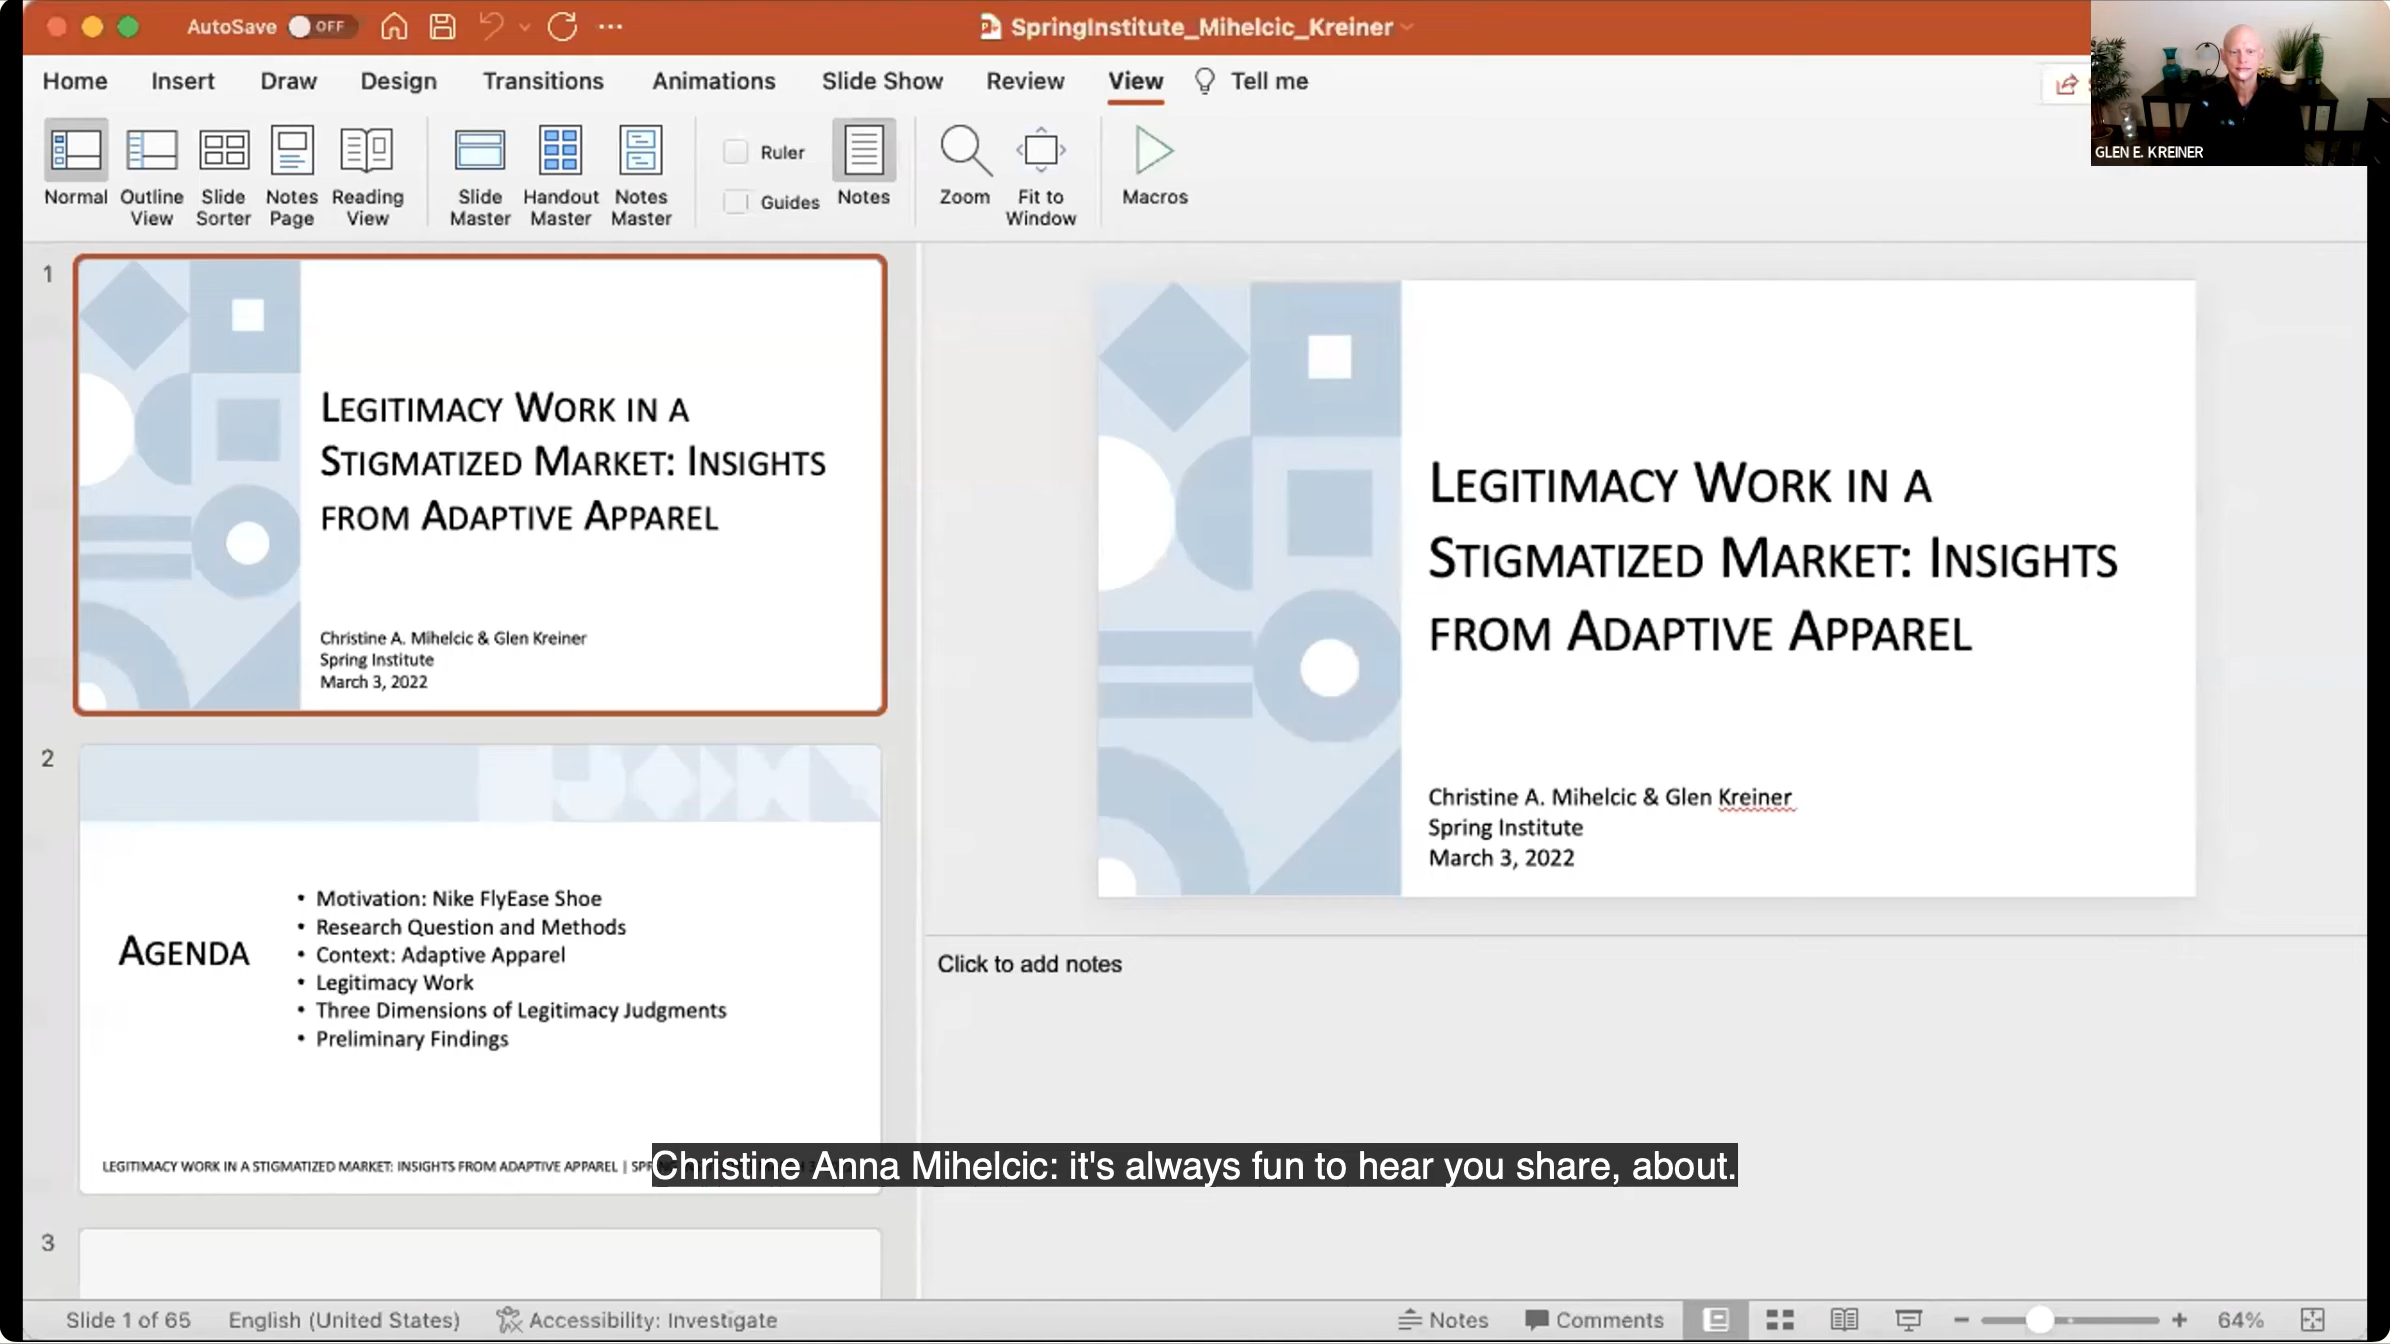 AutoSave OFF
SpringInstitute_Mihelcic_Kreiner
Home Insert Draw Design Transitions Animations Slide Show Review View Tell me
GLEN E. KREINER
Normal
Outline View
Slide Sorter
Notes Page
Reading View
Slide Master
Handout Master
Notes Master
Ruler
Guides
Notes
Zoom
Fit to Window
Macros
1
LEGITIMACY WORK IN A
STIGMATIZED MARKET: INSIGHTS
FROM ADAPTIVE APPAREL
Christine A. Mihelcic & Glen Kreiner
Spring Institute
March 3, 2022
2
AGENDA
• Motivation: Nike FlyEase Shoe
• Research Question and Methods
• Context: Adaptive Apparel
• Legitimacy Work
• Three Dimensions of Legitimacy Judgments
• Preliminary Findings
LEGITIMACY WORK IN A STIGMATIZED MARKET: INSIGHTS FROM ADAPTIVE APPAREL |
3
LEGITIMACY WORK IN A
STIGMATIZED MARKET: INSIGHTS
FROM ADAPTIVE APPAREL
Christine A. Mihelcic & Glen Kreiner
Spring Institute
March 3, 2022
Click to add notes
Christine Anna Mihelcic: it's always fun to hear you share, about.
Slide 1 of 65 English (United States) Accessibility: Investigate Notes Comments 64%